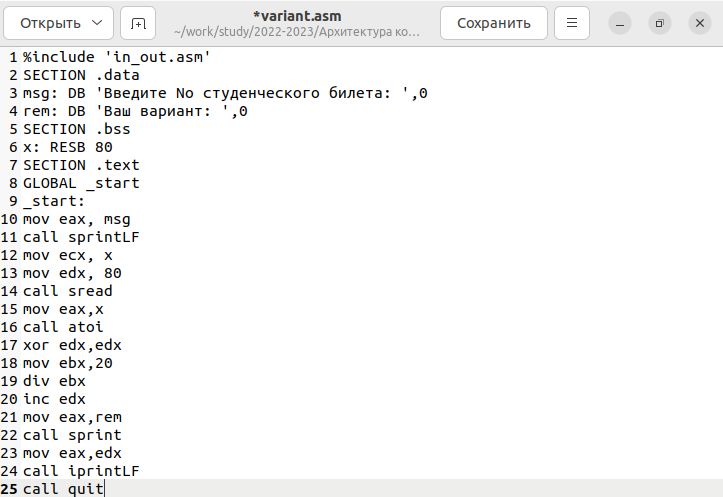 Открыть
*variant.asm
~/work/study/2022-2023/Архитектура ко...
Сохранить
1 %include 'in_out.asm'
2 SECTION .data
3 msg: DB 'Введите No студенческого билета: ',0
4 rem: DB 'Ваш вариант: ',0
5 SECTION .bss
6 x: RESB 80
7 SECTION .text
8 GLOBAL _start
9 _start:
10 mov eax, msg
11 call sprintLF
12 mov ecx, x
13 mov edx, 80
14 call sread
15 mov eax,x
16 call atoi
17 xor edx,edx
18 mov ebx,20
19 div ebx
20 inc edx
21 mov eax,rem
22 call sprint
23 mov eax,edx
24 call iprintLF
25 call quit